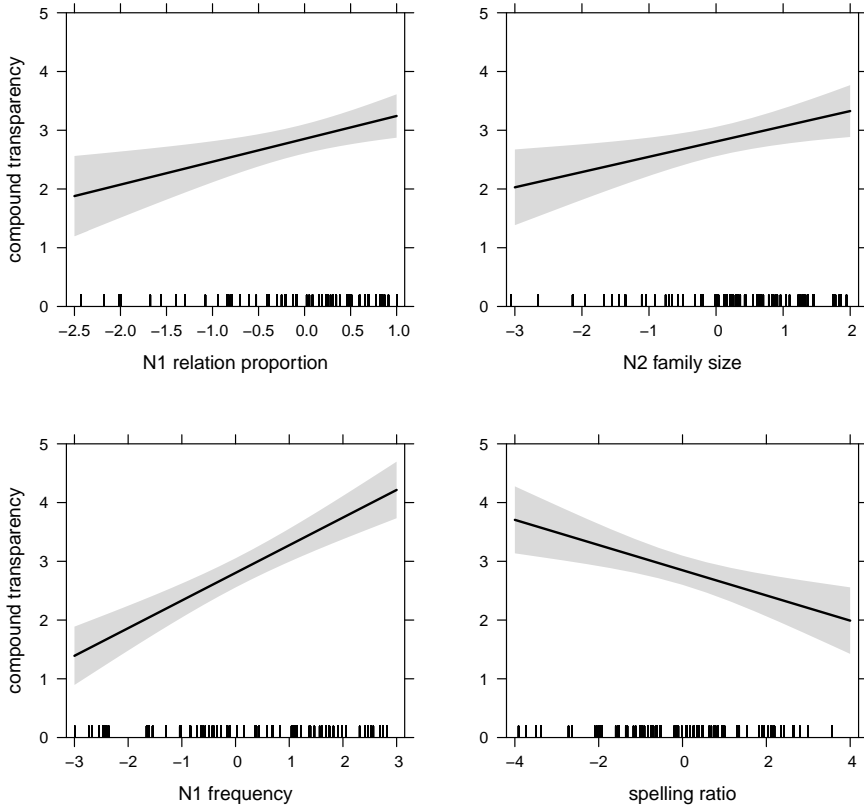 5
4
3
2
1
0
compound transparency
−2.5 −2.0 −1.5 −1.0 −0.5 0.0 0.5 1.0
N1 relation proportion
5
4
3
2
1
0
−3 −2 −1 0 1 2
N2 family size
5
4
3
2
1
0
compound transparency
−3 −2 −1 0 1 2 3
N1 frequency
5
4
3
2
1
0
−4 −2 0 2 4
spelling ratio